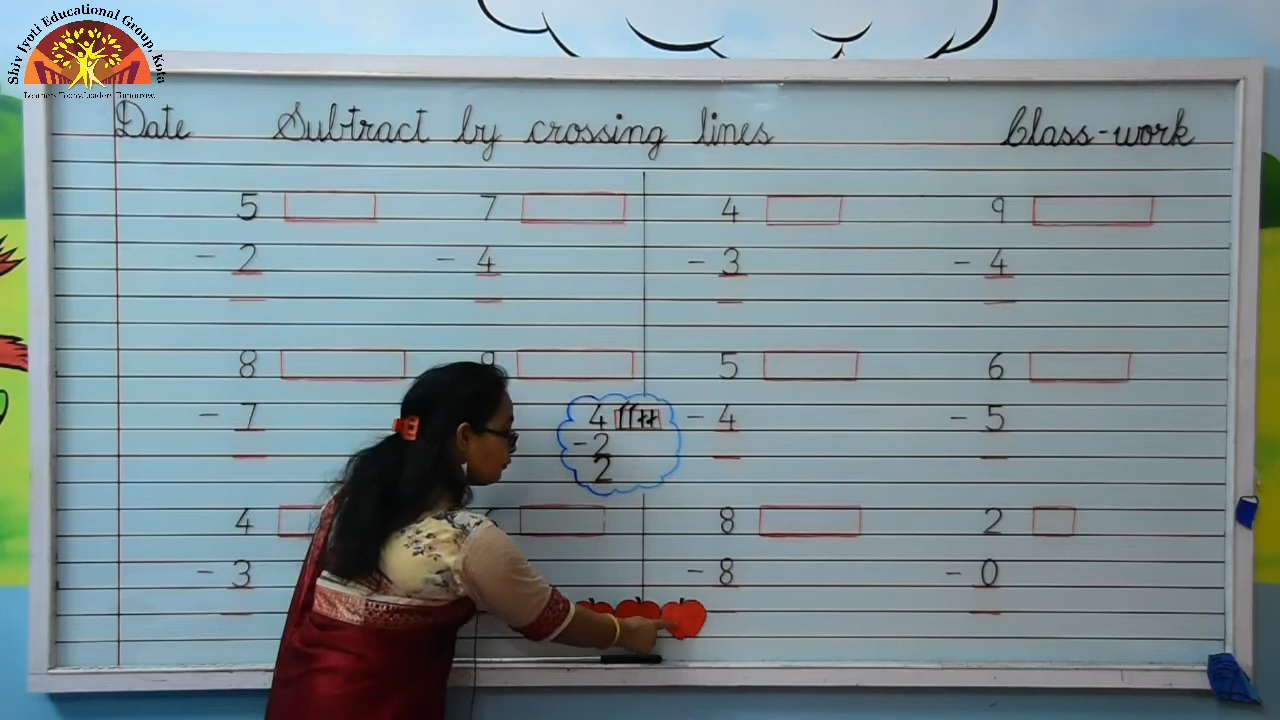 Shiv Jyoti Educational Group, Kota
Date Subtract by crossing lines Class-work
5 7 4 9
- 2 - 4 - 3 - 4
8 5 6
- 7 - 4 - 5
4
- 2
2
4 8 2
- 3 - 8 - 0